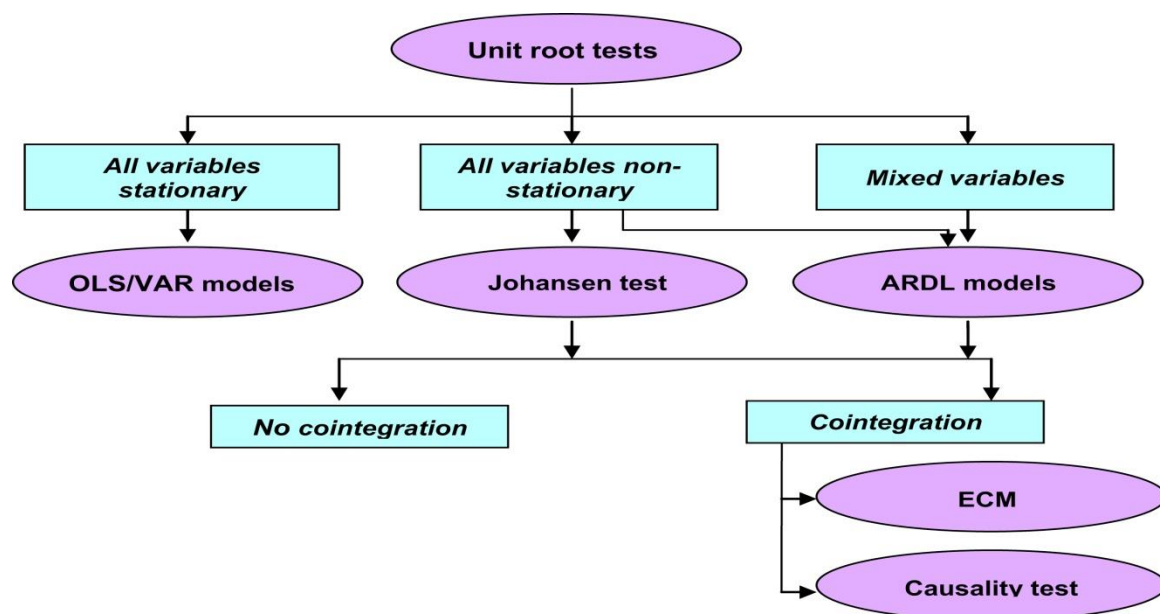 Unit root tests
All variables
stationary
All variables non-
stationary
Mixed variables
OLS/VAR models
Johansen test
ARDL models
No cointegration
Cointegration
ECM
Causality test